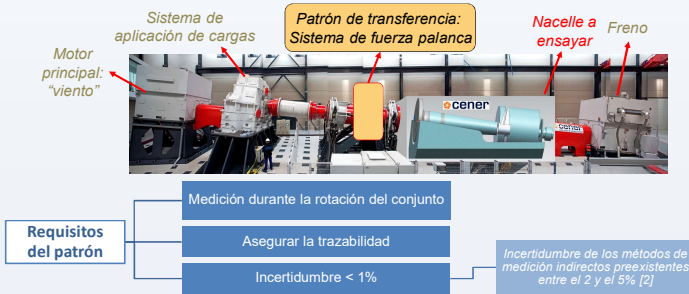 Motor
principal:
“viento”
Sistema de
aplicación de cargas
Patrón de transferencia:
Sistema de fuerza palanca
Nacelle a
ensayar
Freno
cener
cener
Requisitos
del patrón
Medición durante la rotación del conjunto
Asegurar la trazabilidad
Incertidumbre < 1%
Incertidumbre de los métodos de
medición indirectos preexistentes
entre el 2 y el 5% [2]